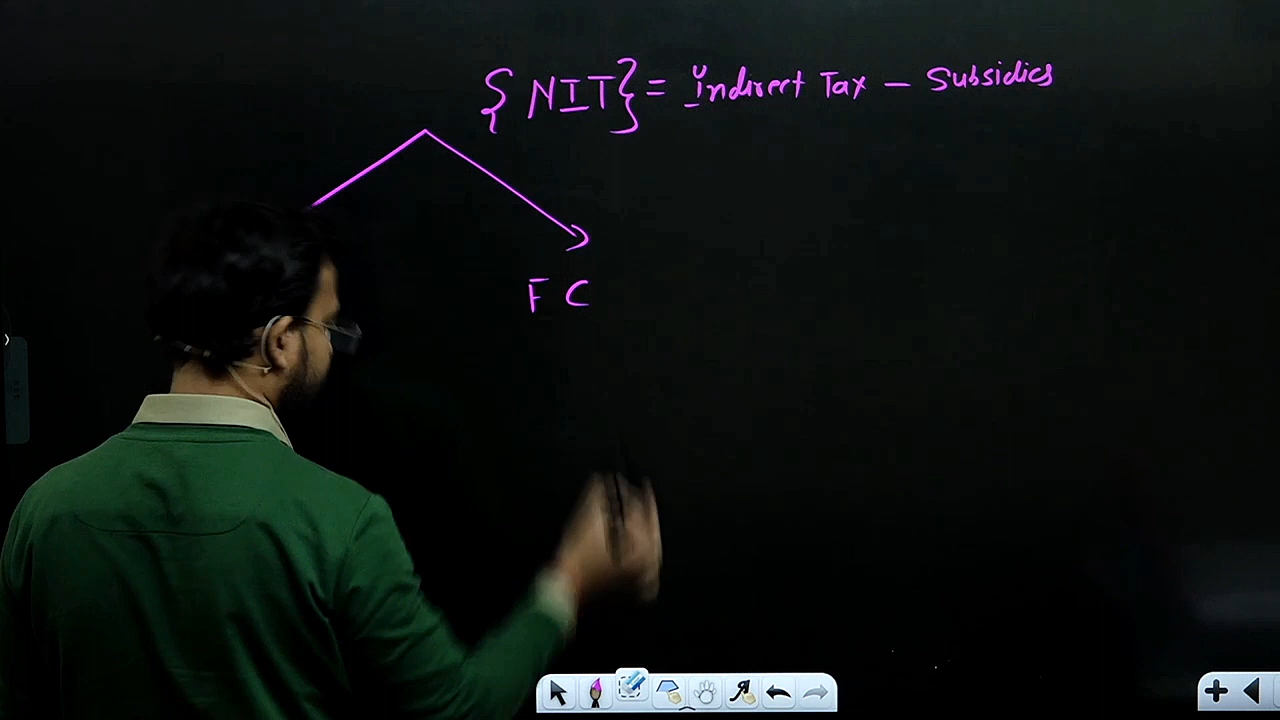 {NIT} = Indirect Tax – Subsidies
F C